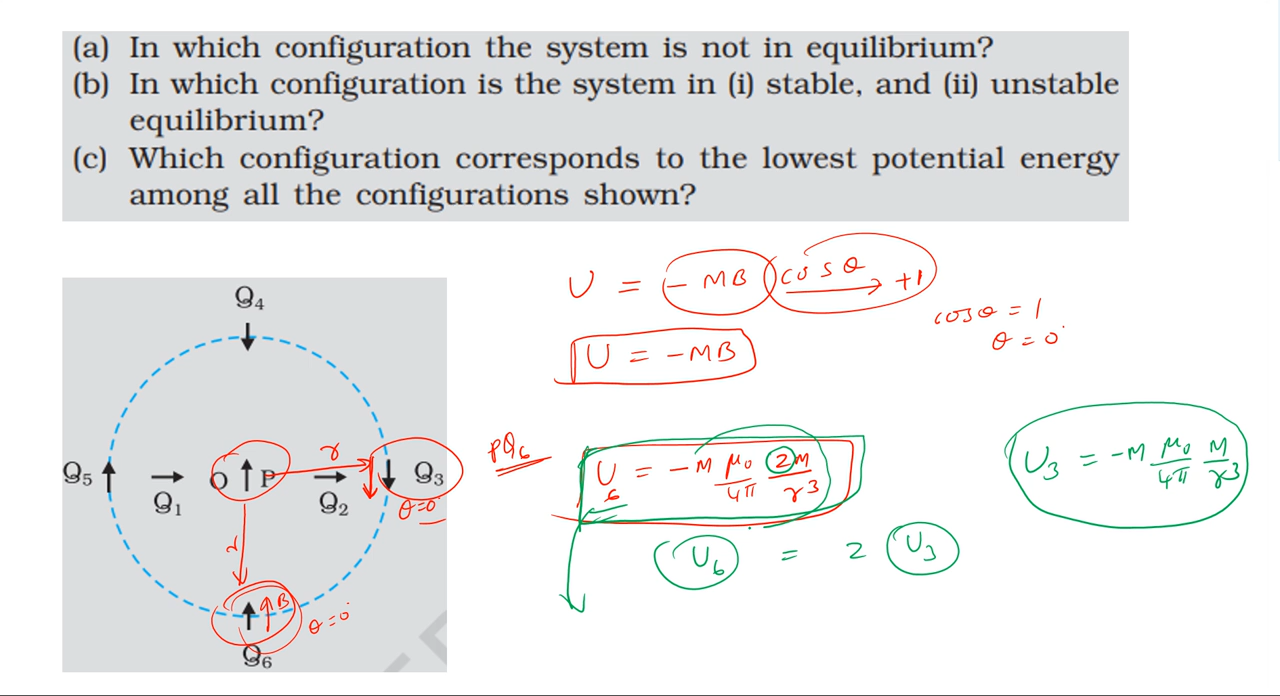 (a) In which configuration the system is not in equilibrium?
(b) In which configuration is the system in (i) stable, and (ii) unstable
equilibrium?
(c) Which configuration corresponds to the lowest potential energy
among all the configurations shown?
U = - MB cosθ → +1
cosθ = 1
θ = 0°
U = -MB
Q4
Q5
Q1
O
P
r
Q2
Q3
θ=0°
r
B
θ=0°
Q6
PQ6
U6 = -M μ0/4π 2M/r3
U3 = -M μ0/4π M/r3
U6 = 2 U3